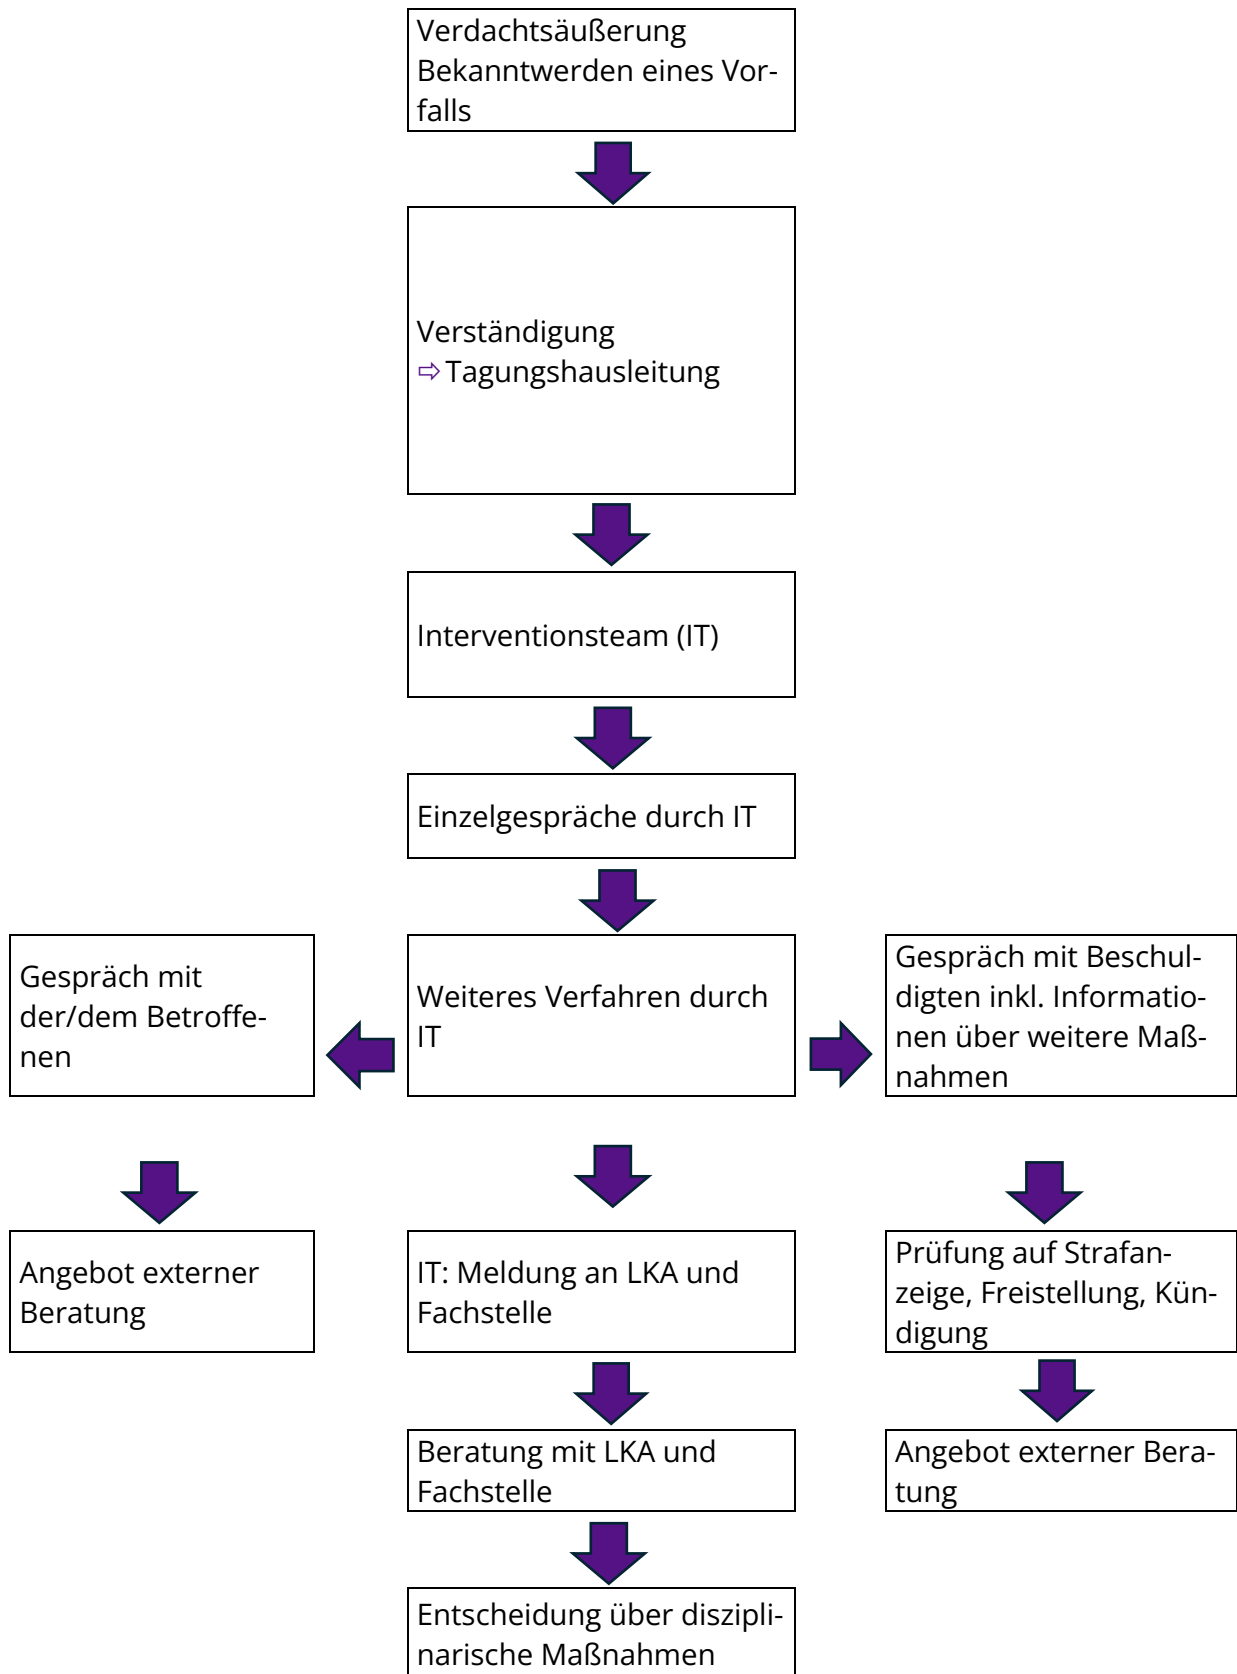 Verdachtsäußerung
Bekanntwerden eines Vor-
falls
Verständigung
⇨ Tagungshausleitung
Interventionsteam (IT)
Einzelgespräche durch IT
Gespräch mit
der/dem Betroffe-
nen
Weiteres Verfahren durch
IT
Gespräch mit Beschul-
digten inkl. Informatio-
nen über weitere Maß-
nahmen
Angebot externer
Beratung
IT: Meldung an LKA und
Fachstelle
Prüfung auf Strafan-
zeige, Freistellung, Kün-
digung
Beratung mit LKA und
Fachstelle
Angebot externer Bera-
tung
Entscheidung über diszipli-
narische Maßnahmen